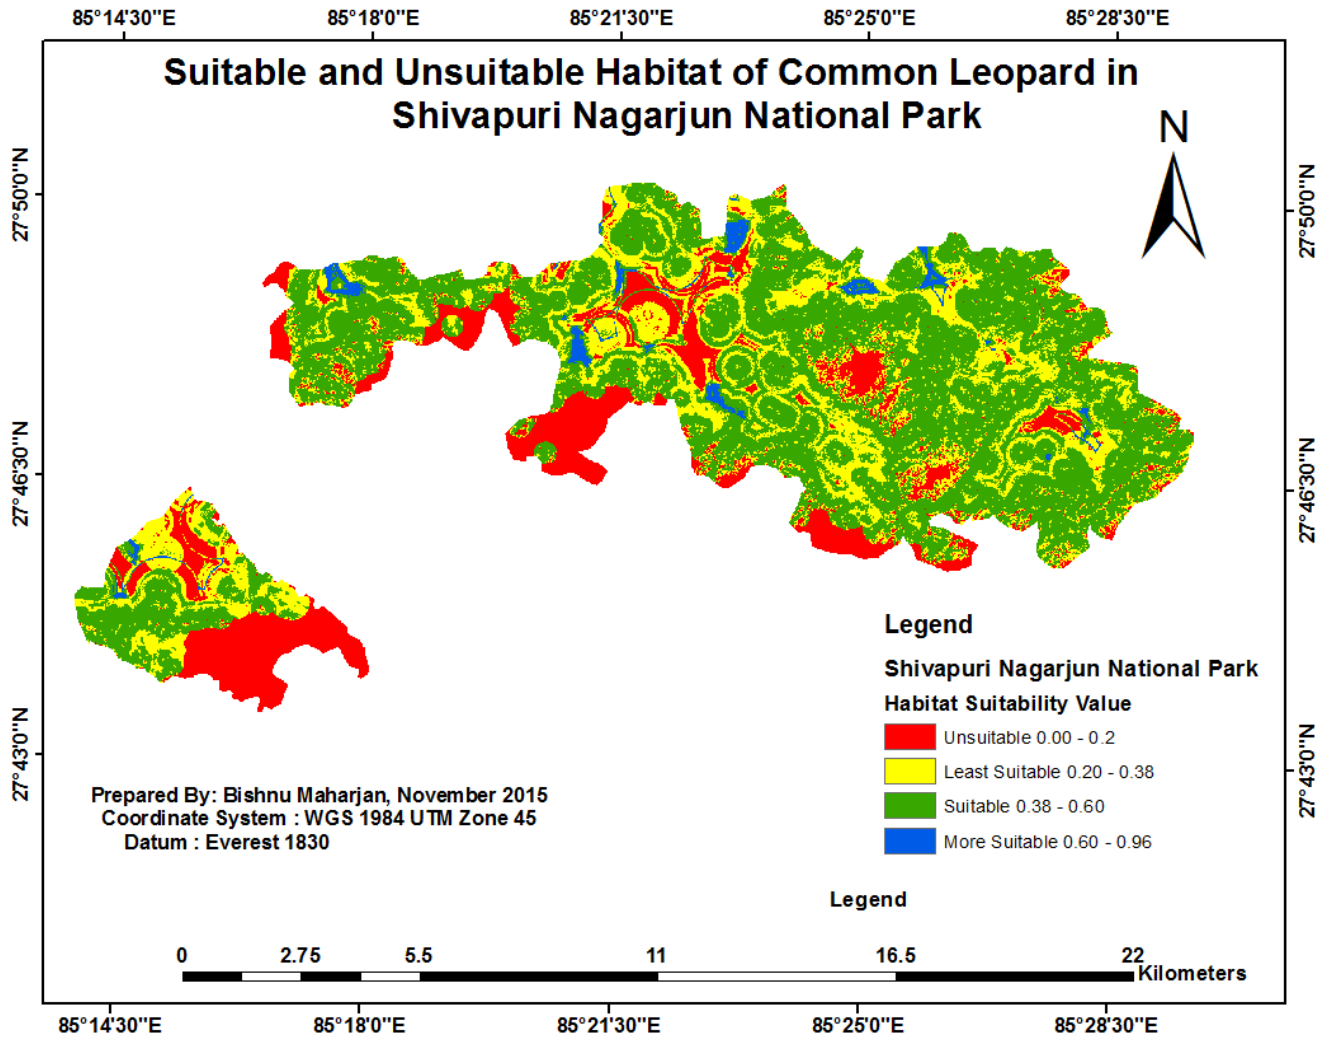 85°14'30"E 85°18'0"E 85°21'30"E 85°25'0"E 85°28'30"E
Suitable and Unsuitable Habitat of Common Leopard in
Shivapuri Nagarjun National Park
N
27°50'0"N
27°50'0"N
27°46'30"N
27°46'30"N
27°43'0"N
27°43'0"N
Legend
Shivapuri Nagarjun National Park
Habitat Suitability Value
Unsuitable 0.00 - 0.2
Least Suitable 0.20 - 0.38
Suitable 0.38 - 0.60
More Suitable 0.60 - 0.96
Prepared By: Bishnu Maharjan, November 2015
Coordinate System : WGS 1984 UTM Zone 45
Datum : Everest 1830
Legend
0 2.75 5.5 11 16.5 22
Kilometers
85°14'30"E 85°18'0"E 85°21'30"E 85°25'0"E 85°28'30"E